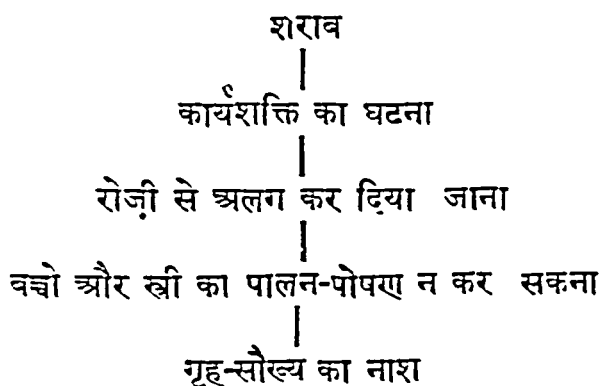 शराब
कार्यशक्ति का घटना
रोज़ी से अलग कर दिया जाना
बच्चो और स्त्री का पालन-पोषण न कर सकना
गृह-सौख्य का नाश